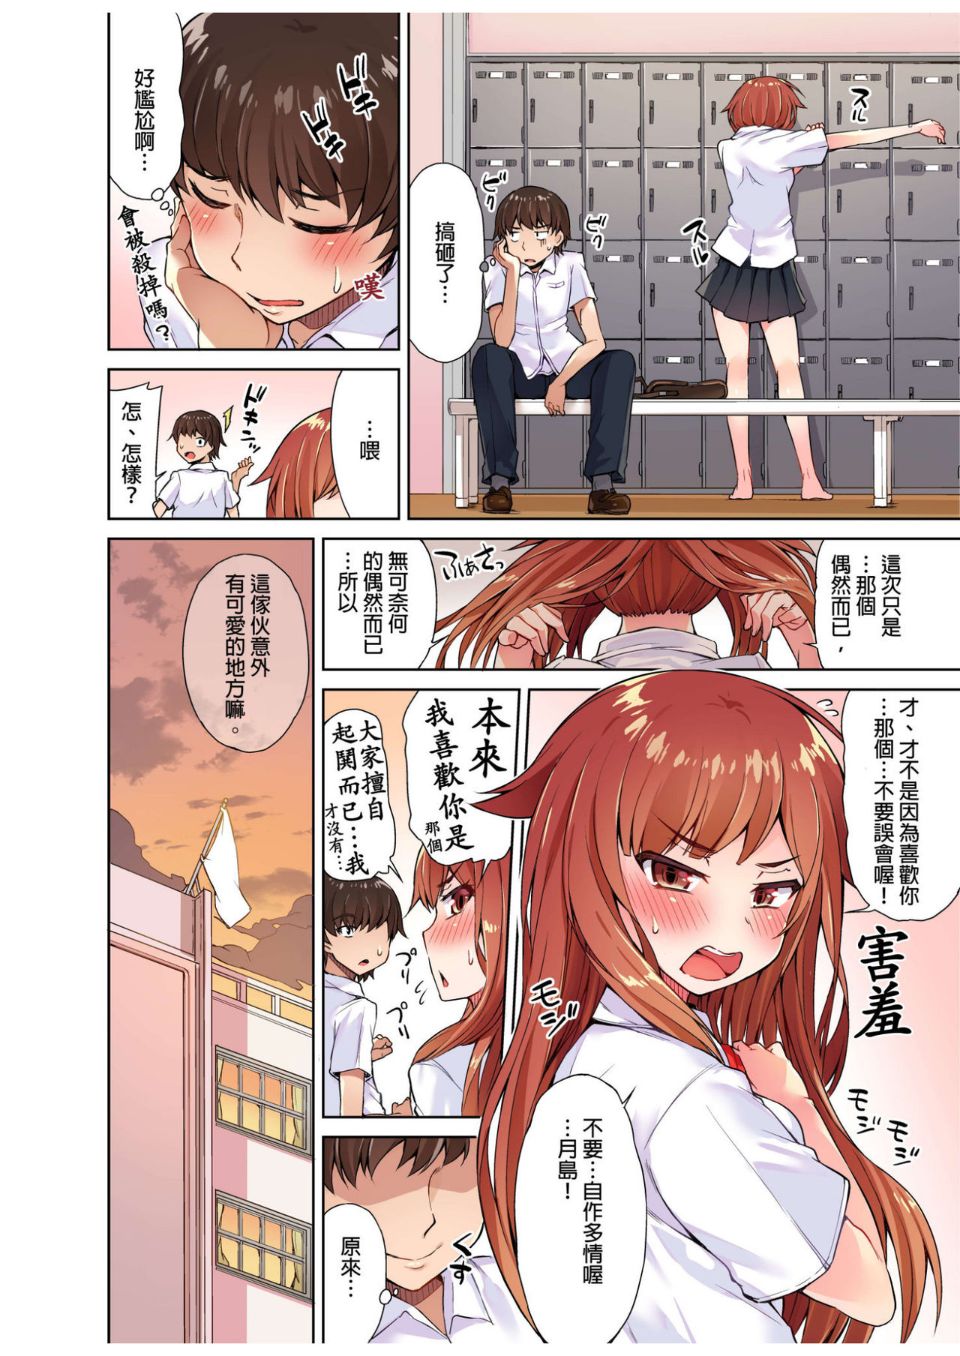 スル
スル
ピク
ピク
搞砸了…
ドキ
ドキ
好尷尬啊…
會被殺掉嗎？
嘆
…喂
ドキンッ
怎、怎樣？
這次只是
…那個
偶然而已，
ふぁさっ
無可奈何
的偶然而已
…所以
才、才不是因為喜歡你
…那個…不要誤會喔！
害羞
モジ
モジ
モジ
不要…自作多情喔
…月島！
本來
我喜歡你是
那個
大家擅自
起鬨而已…我
才沒有…
プリ
プリ
原來…
くす
這傢伙意外
有可愛的地方嘛。